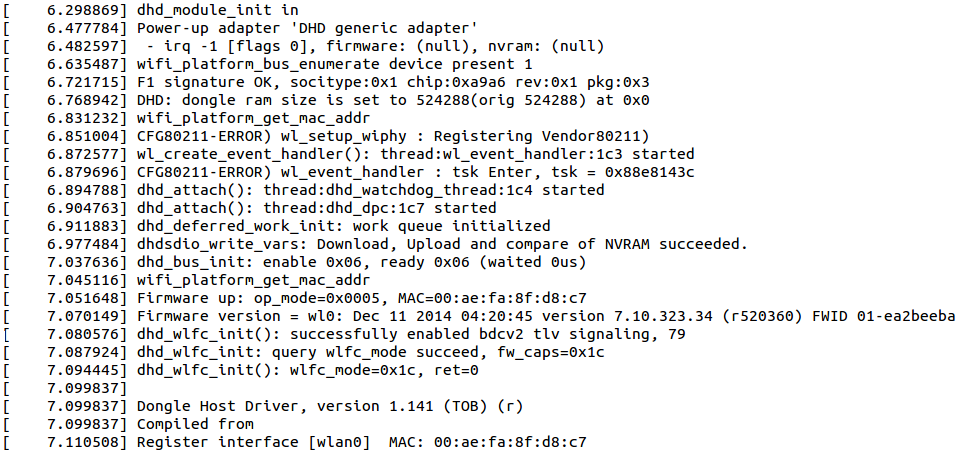 [    6.298869] dhd_module_init in
[    6.477784] Power-up adapter 'DHD generic adapter'
[    6.482597]  - irq -1 [flags 0], firmware: (null), nvram: (null)
[    6.635487] wifi_platform_bus_enumerate device present 1
[    6.721715] F1 signature OK, socitype:0x1 chip:0xa9a6 rev:0x1 pkg:0x3
[    6.768942] DHD: dongle ram size is set to 524288(orig 524288) at 0x0
[    6.831232] wifi_platform_get_mac_addr
[    6.851004] CFG80211-ERROR) wl_setup_wiphy : Registering Vendor80211)
[    6.872577] wl_create_event_handler(): thread:wl_event_handler:1c3 started
[    6.879696] CFG80211-ERROR) wl_event_handler : tsk Enter, tsk = 0x88e8143c
[    6.894788] dhd_attach(): thread:dhd_watchdog_thread:1c4 started
[    6.904763] dhd_attach(): thread:dhd_dpc:1c7 started
[    6.911883] dhd_deferred_work_init: work queue initialized
[    6.977484] dhdsdio_write_vars: Download, Upload and compare of NVRAM succeeded.
[    7.037636] dhd_bus_init: enable 0x06, ready 0x06 (waited 0us)
[    7.045116] wifi_platform_get_mac_addr
[    7.051648] Firmware up: op_mode=0x0005, MAC=00:ae:fa:8f:d8:c7
[    7.070149] Firmware version = wl0: Dec 11 2014 04:20:45 version 7.10.323.34 (r520360) FWID 01-ea2beeba
[    7.080576] dhd_wlfc_init(): successfully enabled bdcv2 tlv signaling, 79
[    7.087924] dhd_wlfc_init: query wlfc_mode succeed, fw_caps=0x1c
[    7.094445] dhd_wlfc_init(): wlfc_mode=0x1c, ret=0
[    7.099837]
[    7.099837] Dongle Host Driver, version 1.141 (TOB) (r)
[    7.099837] Compiled from
[    7.110508] Register interface [wlan0]  MAC: 00:ae:fa:8f:d8:c7